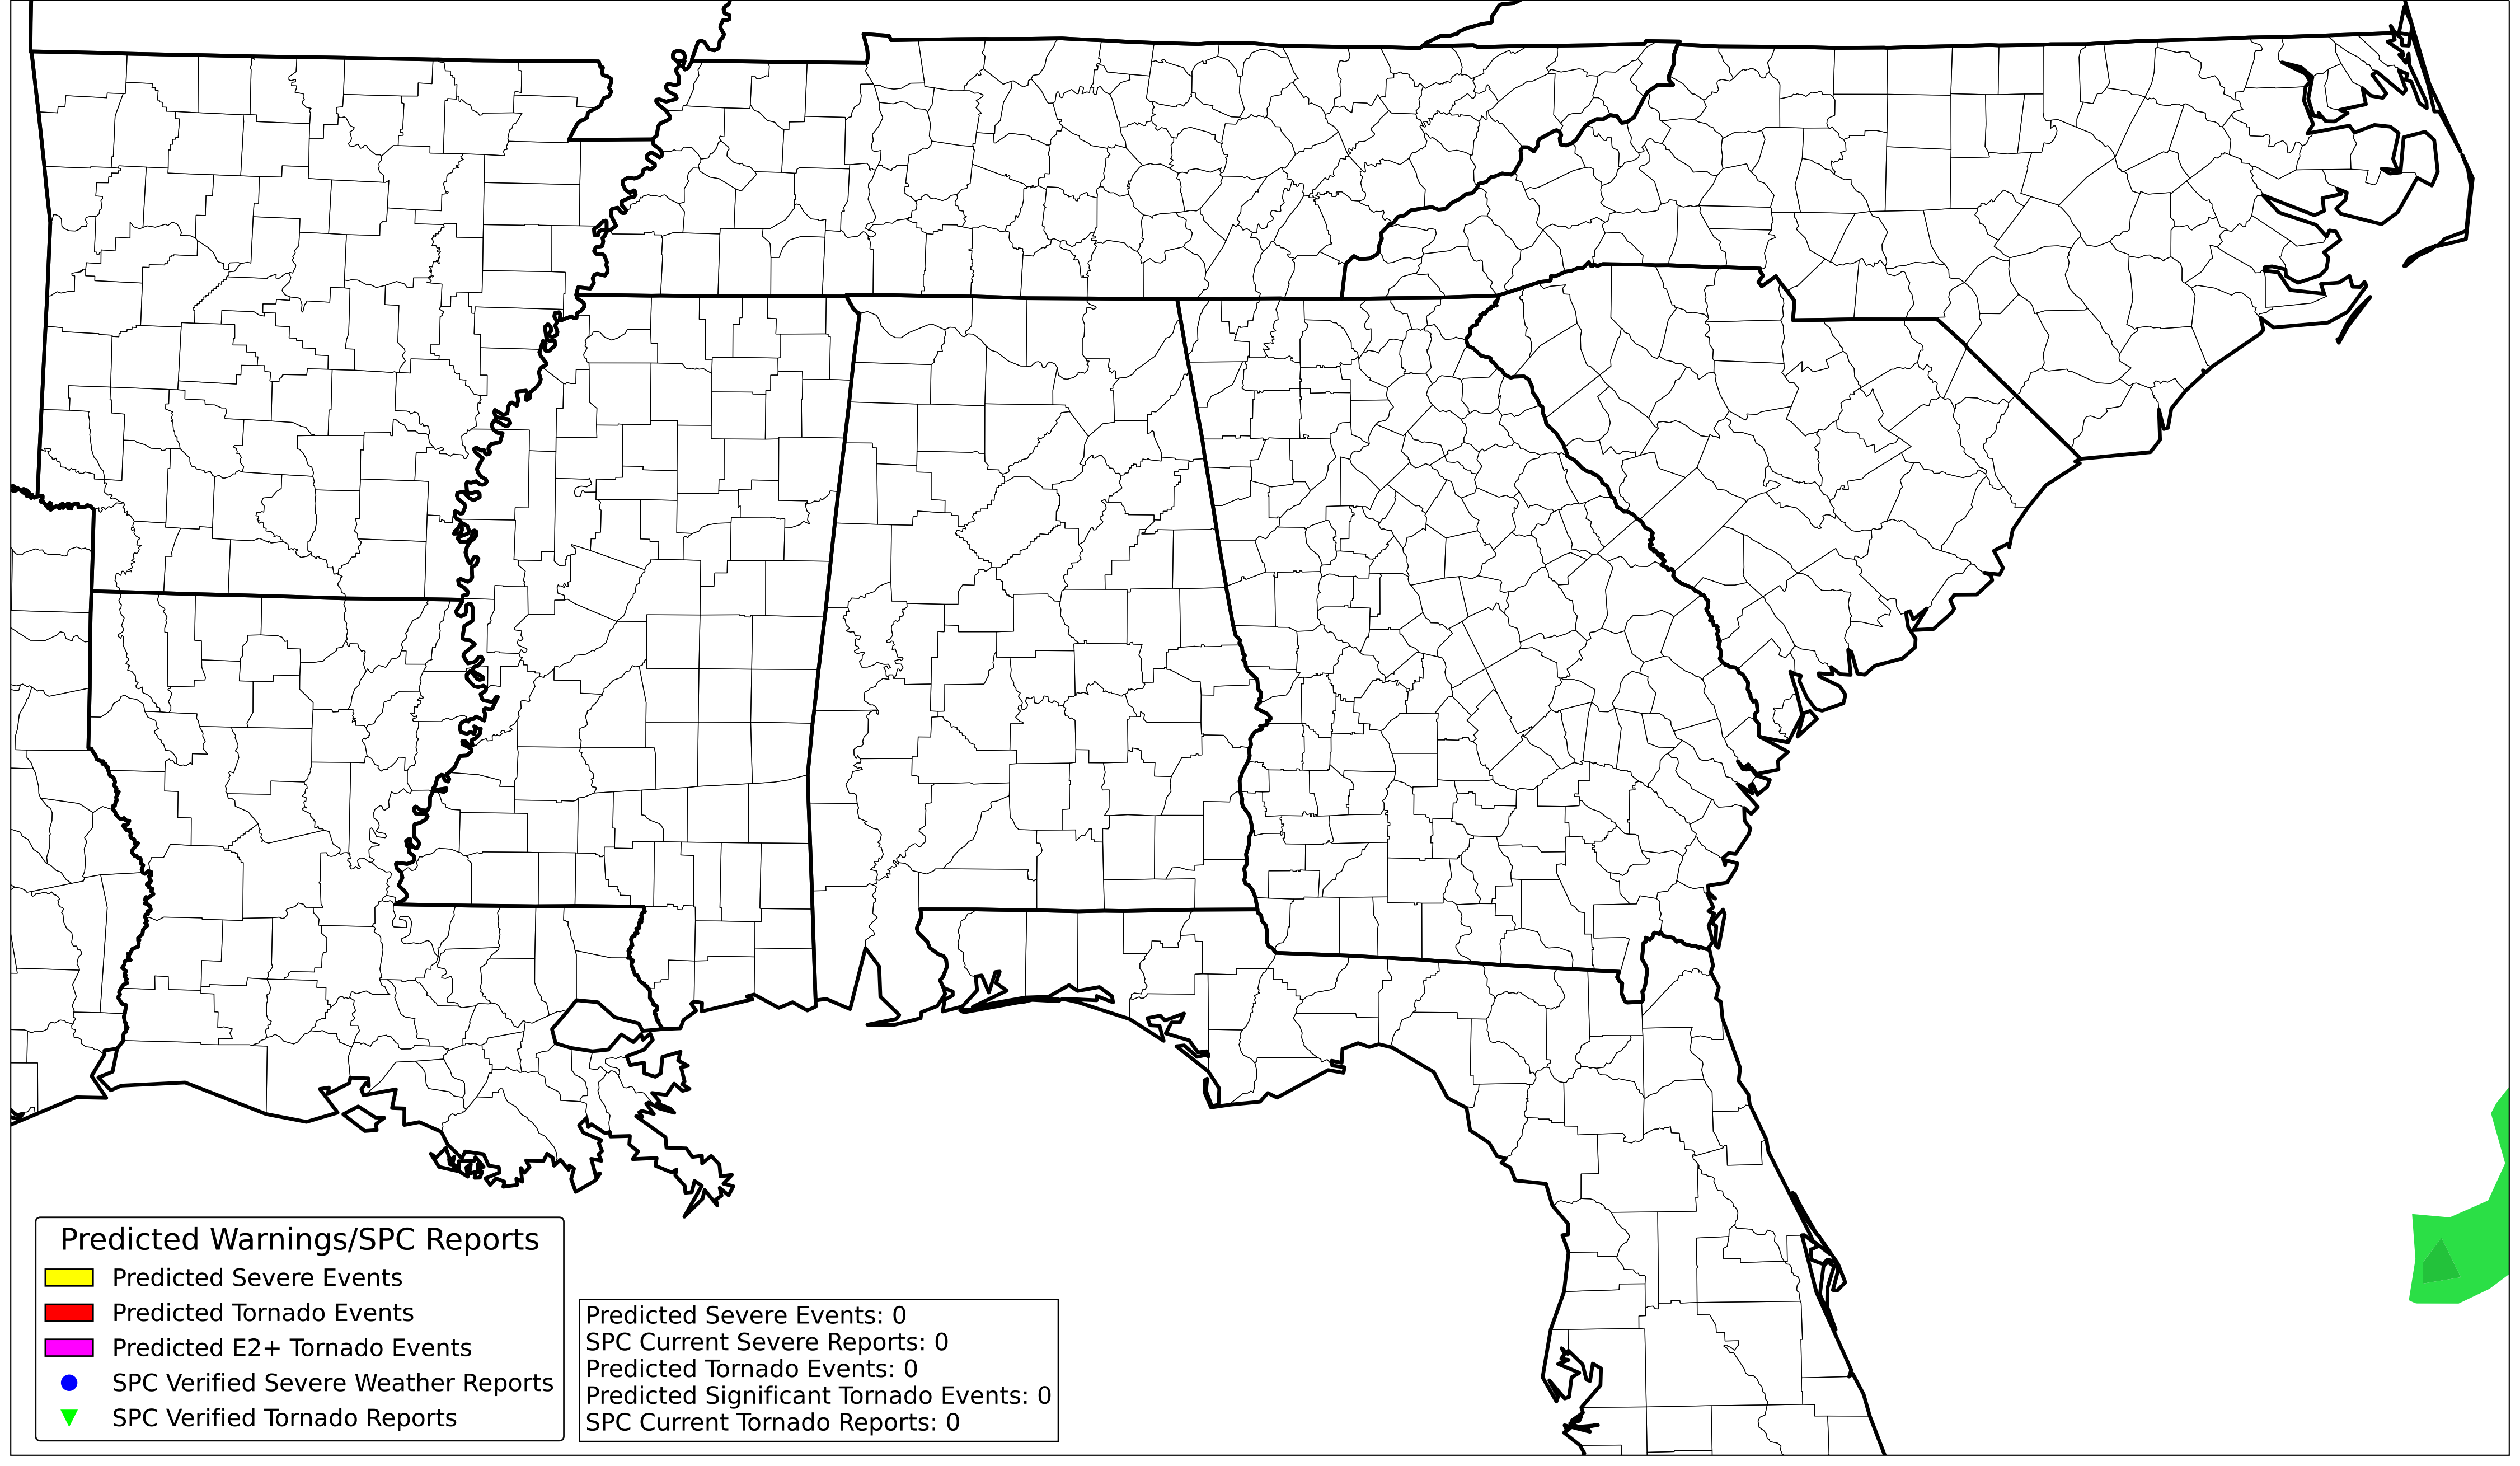 Predicted Warnings/SPC Reports
Predicted Severe Events
Predicted Tornado Events
Predicted E2+ Tornado Events
SPC Verified Severe Weather Reports
SPC Verified Tornado Reports
Predicted Severe Events: 0
SPC Current Severe Reports: 0
Predicted Tornado Events: 0
Predicted Significant Tornado Events: 0
SPC Current Tornado Reports: 0